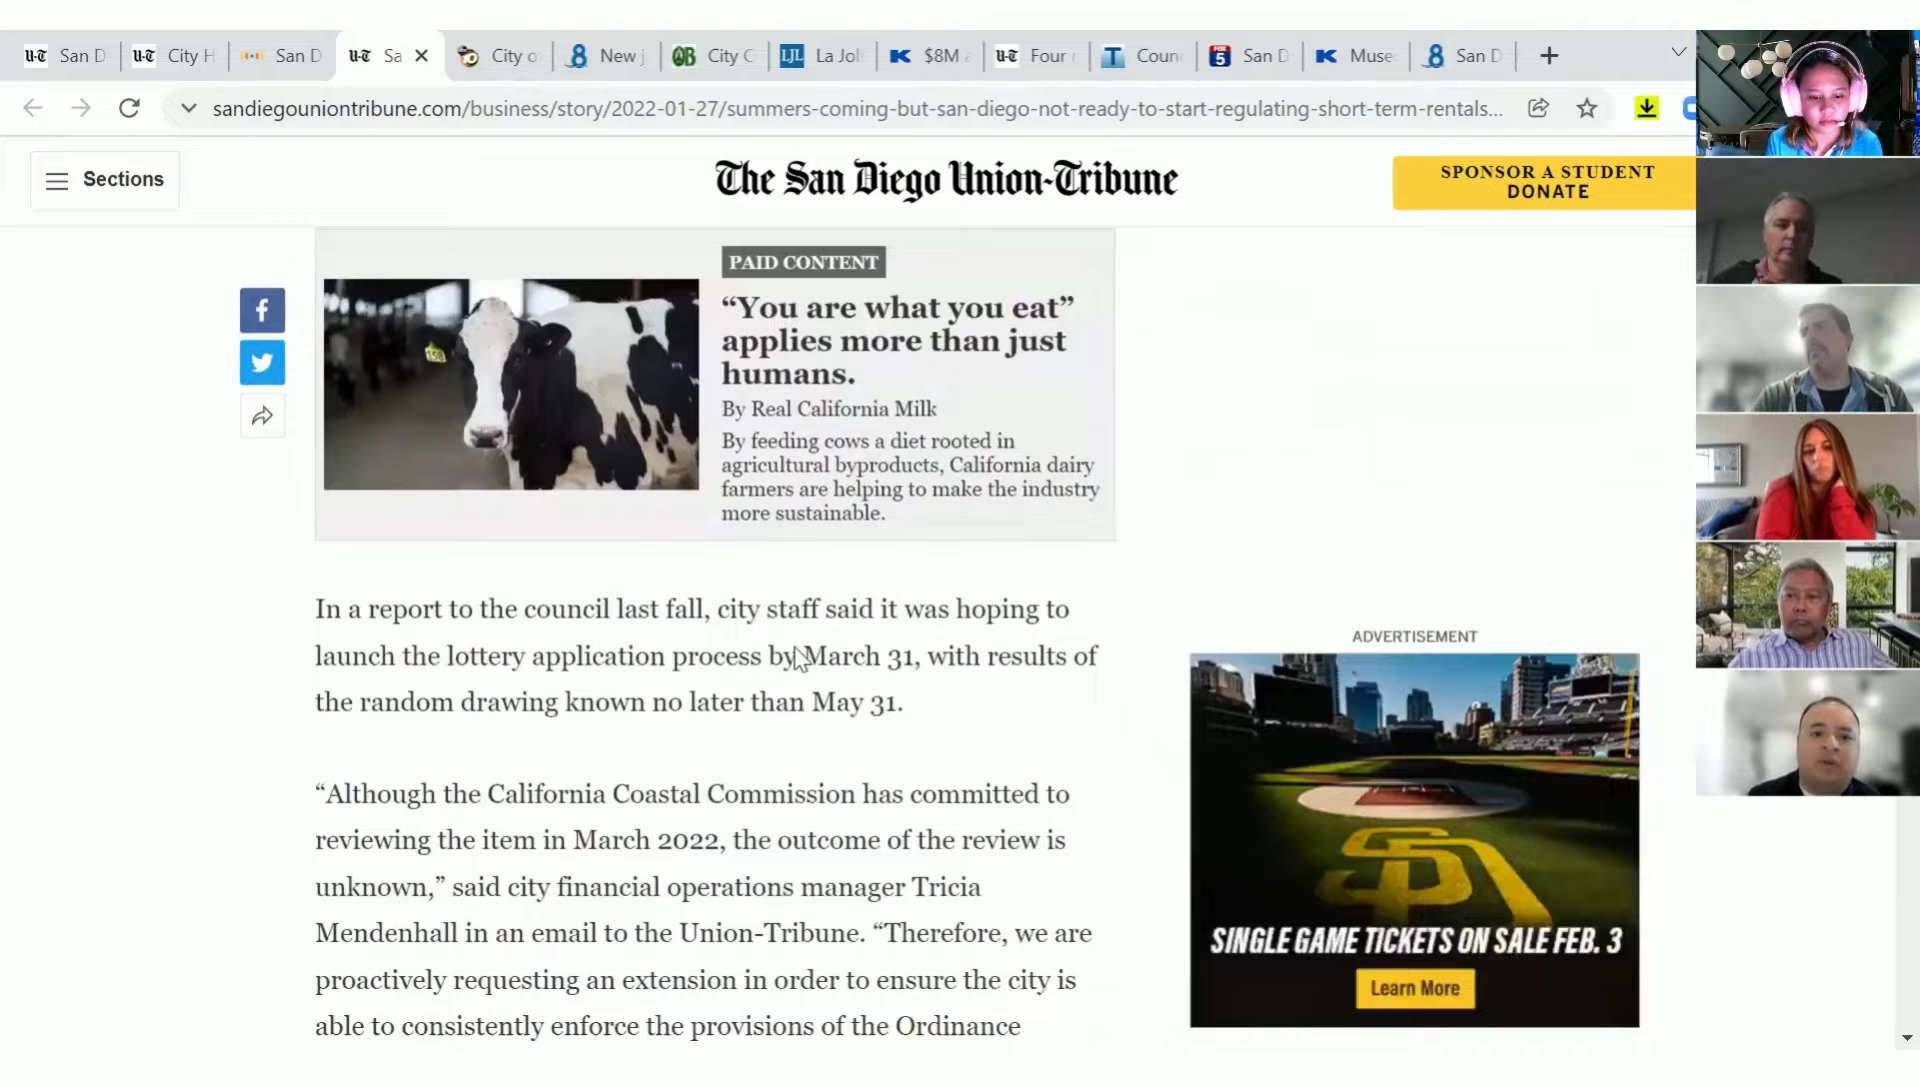 U-T San D
U-T City H
San D
U-T Sa
City o
8 New j
OB City C
LJL La Jol
K $8M a
U-T Four r
T Coun
FOX 5 San D
K Muse
8 San D
sandiegouniontribune.com/business/story/2022-01-27/summers-coming-but-san-diego-not-ready-to-start-regulating-short-term-rentals...
Sections
The San Diego Union-Tribune
SPONSOR A STUDENT
DONATE
PAID CONTENT
“You are what you eat”
applies more than just
humans.
By Real California Milk
By feeding cows a diet rooted in
agricultural byproducts, California dairy
farmers are helping to make the industry
more sustainable.
158
In a report to the council last fall, city staff said it was hoping to
launch the lottery application process by March 31, with results of
the random drawing known no later than May 31.
“Although the California Coastal Commission has committed to
reviewing the item in March 2022, the outcome of the review is
unknown,” said city financial operations manager Tricia
Mendenhall in an email to the Union-Tribune. “Therefore, we are
proactively requesting an extension in order to ensure the city is
able to consistently enforce the provisions of the Ordinance
ADVERTISEMENT
SD
SINGLE GAME TICKETS ON SALE FEB. 3
Learn More